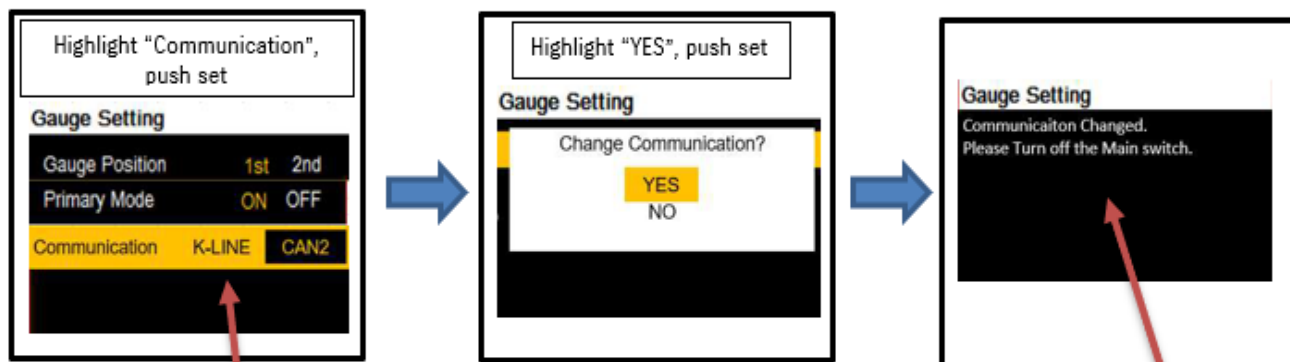 Highlight “Communication”,
push set
Gauge Setting
Gauge Position 1st 2nd
Primary Mode ON OFF
Communication K-LINE CAN2
Highlight “YES”, push set
Gauge Setting
Change Communication?
YES
NO
Gauge Setting
Communicaiton Changed.
Please Turn off the Main switch.